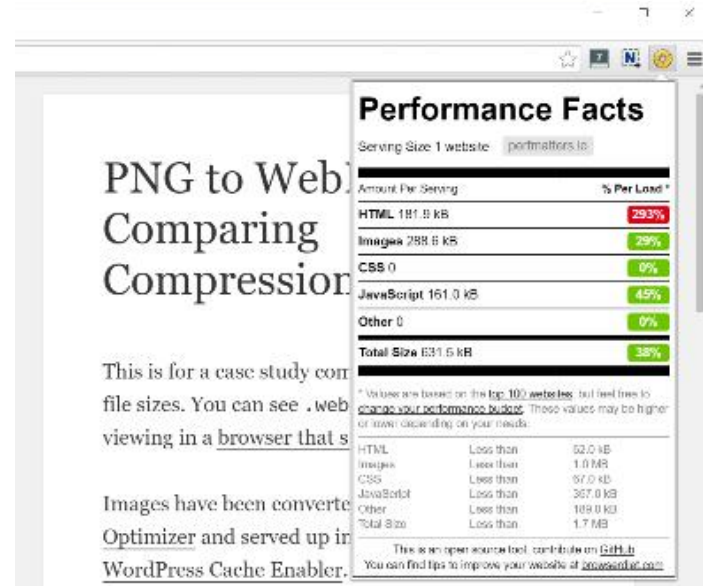 PNG to Web
Comparing
Compression
This is for a case study com
file sizes. You can see .web
viewing in a browser that s
Images have been converte
Optimizer and served up in
WordPress Cache Enabler.
Performance Facts
Serving Size 1 website perfmatters.io
Amount Per Serving % Per Load *
HTML 181.9 kB 293%
Images 288.6 kB 29%
CSS 0 0%
JavaScript 161.0 kB 45%
Other 0 0%
Total Size 631.5 kB 38%
* Values are based on the top 100 websites, but feel free to
change your performance budget. These values may be higher
or lower depending on your needs:
HTML Less than 62.0 kB
Images Less than 1.0 MB
CSS Less than 67.0 kB
JavaScript Less than 367.0 kB
Other Less than 189.0 kB
Total Size Less than 1.7 MB
This is an open source tool, contribute on GitHub
You can find tips to improve your website at browserdiet.com